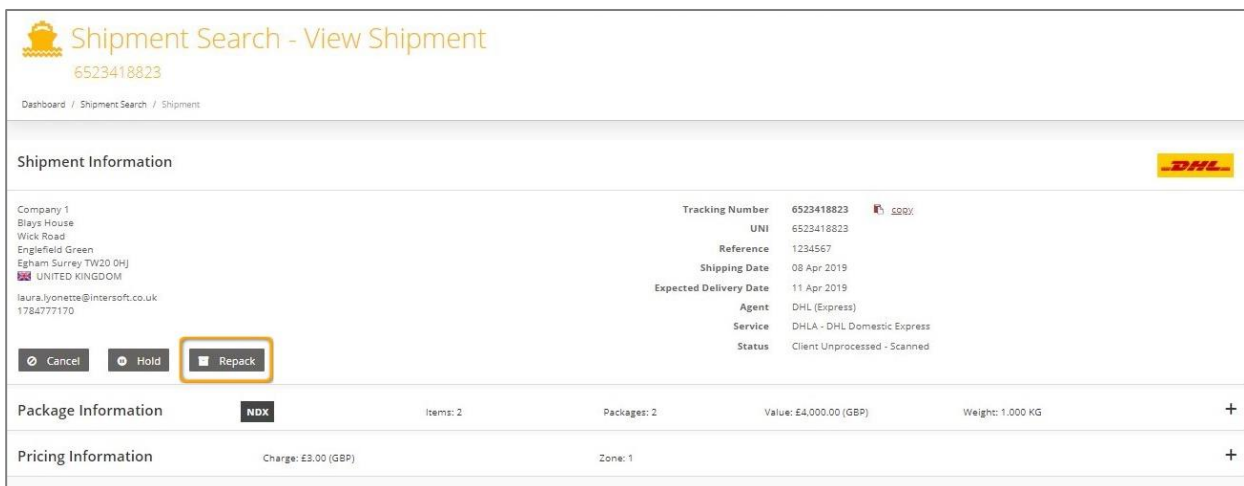 Shipment Search - View Shipment
6523418823
Dashboard / Shipment Search / Shipment
Shipment Information
DHL
Company 1
Blays House
Wick Road
Englefield Green
Egham Surrey TW20 0HJ
UNITED KINGDOM
laura.lyonette@intersoft.co.uk
1784777170
Tracking Number 6523418823 copy
UNI 6523418823
Reference 1234567
Shipping Date 08 Apr 2019
Expected Delivery Date 11 Apr 2019
Agent DHL (Express)
Service DHLA - DHL Domestic Express
Status Client Unprocessed - Scanned
Cancel Hold Repack
Package Information NDX Items: 2 Packages: 2 Value: £4,000.00 (GBP) Weight: 1.000 KG +
Pricing Information Charge: £3.00 (GBP) Zone: 1 +